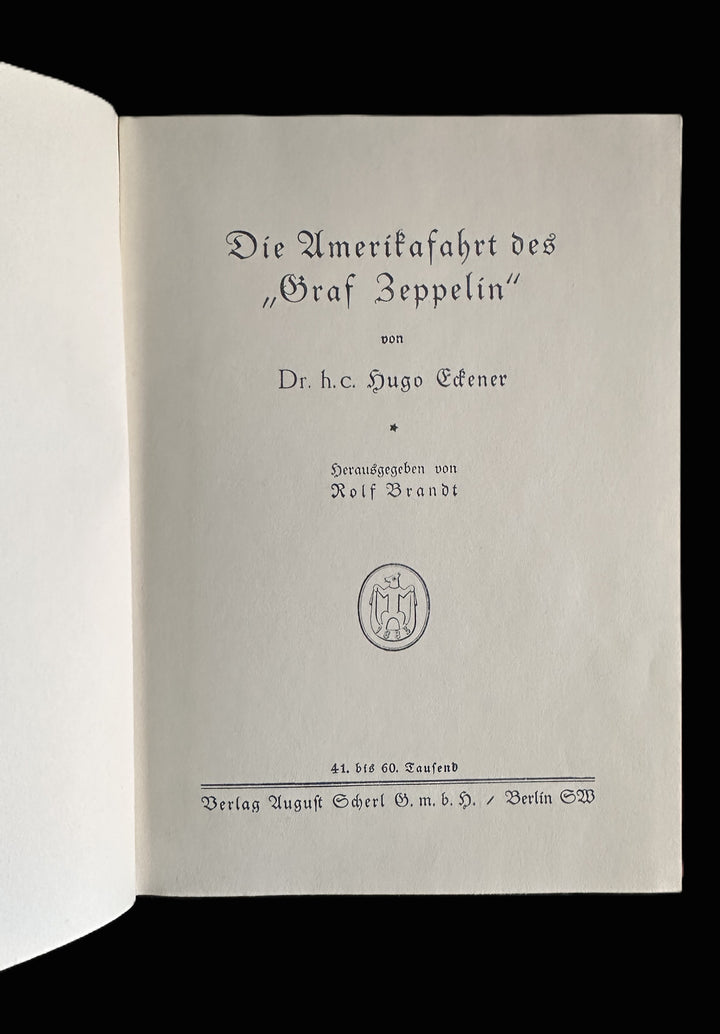 Die Amerikafahrt des
„Graf Zeppelin“
von
Dr. h. c. Hugo Eckener
Herausgegeben von
Rolf Brandt
1883
41. bis 60. Tausend
Verlag August Scherl G. m. b. H. / Berlin SW